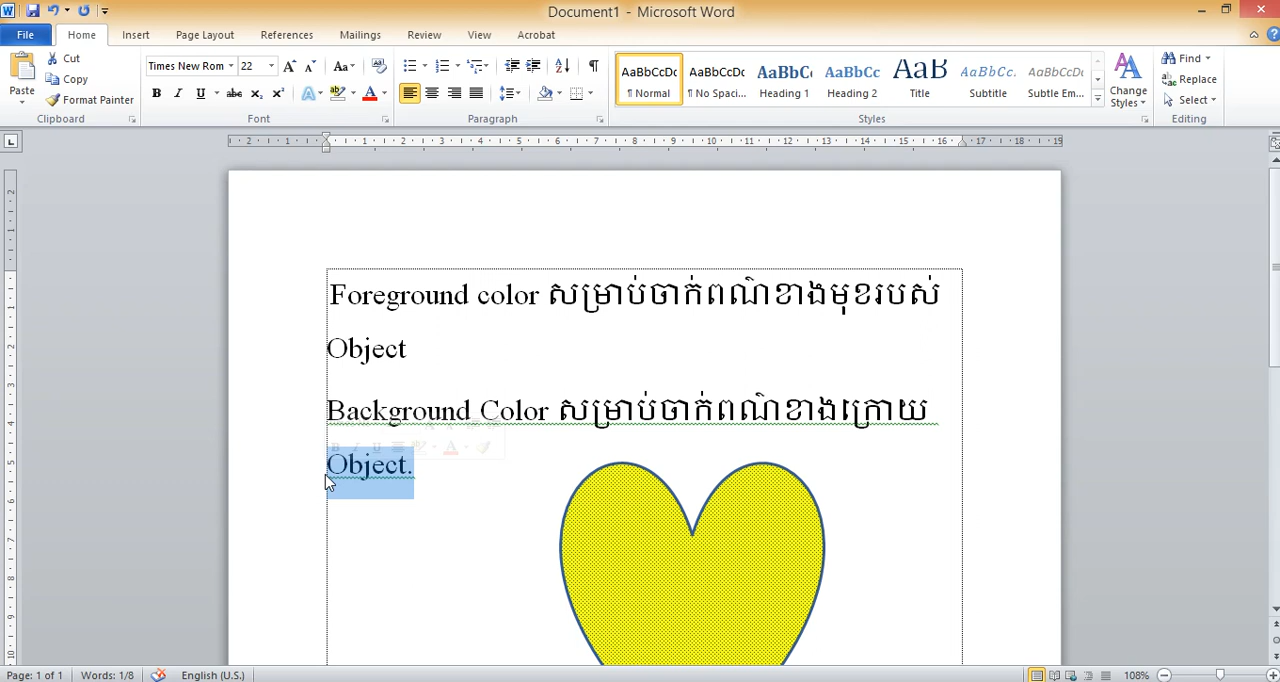 Document1 - Microsoft Word
File Home Insert Page Layout References Mailings Review View Acrobat
Paste Cut Copy Format Painter Clipboard
Times New Rom 22 Font
Paragraph
AaBbCcDc ¶ Normal AaBbCcDc ¶ No Spaci... AaBbC Heading 1 AaBbCc Heading 2 AaB Title AaBbCc. Subtitle AaBbCcDc Subtle Em...
Change Styles Styles
Find Replace Select Editing
Foreground color សម្រាប់ចាក់ពណ៌ខាងមុខរបស់
Object
Background Color សម្រាប់ចាក់ពណ៌ខាងក្រោយ
Object.
Page: 1 of 1 Words: 1/8 English (U.S.) 108%